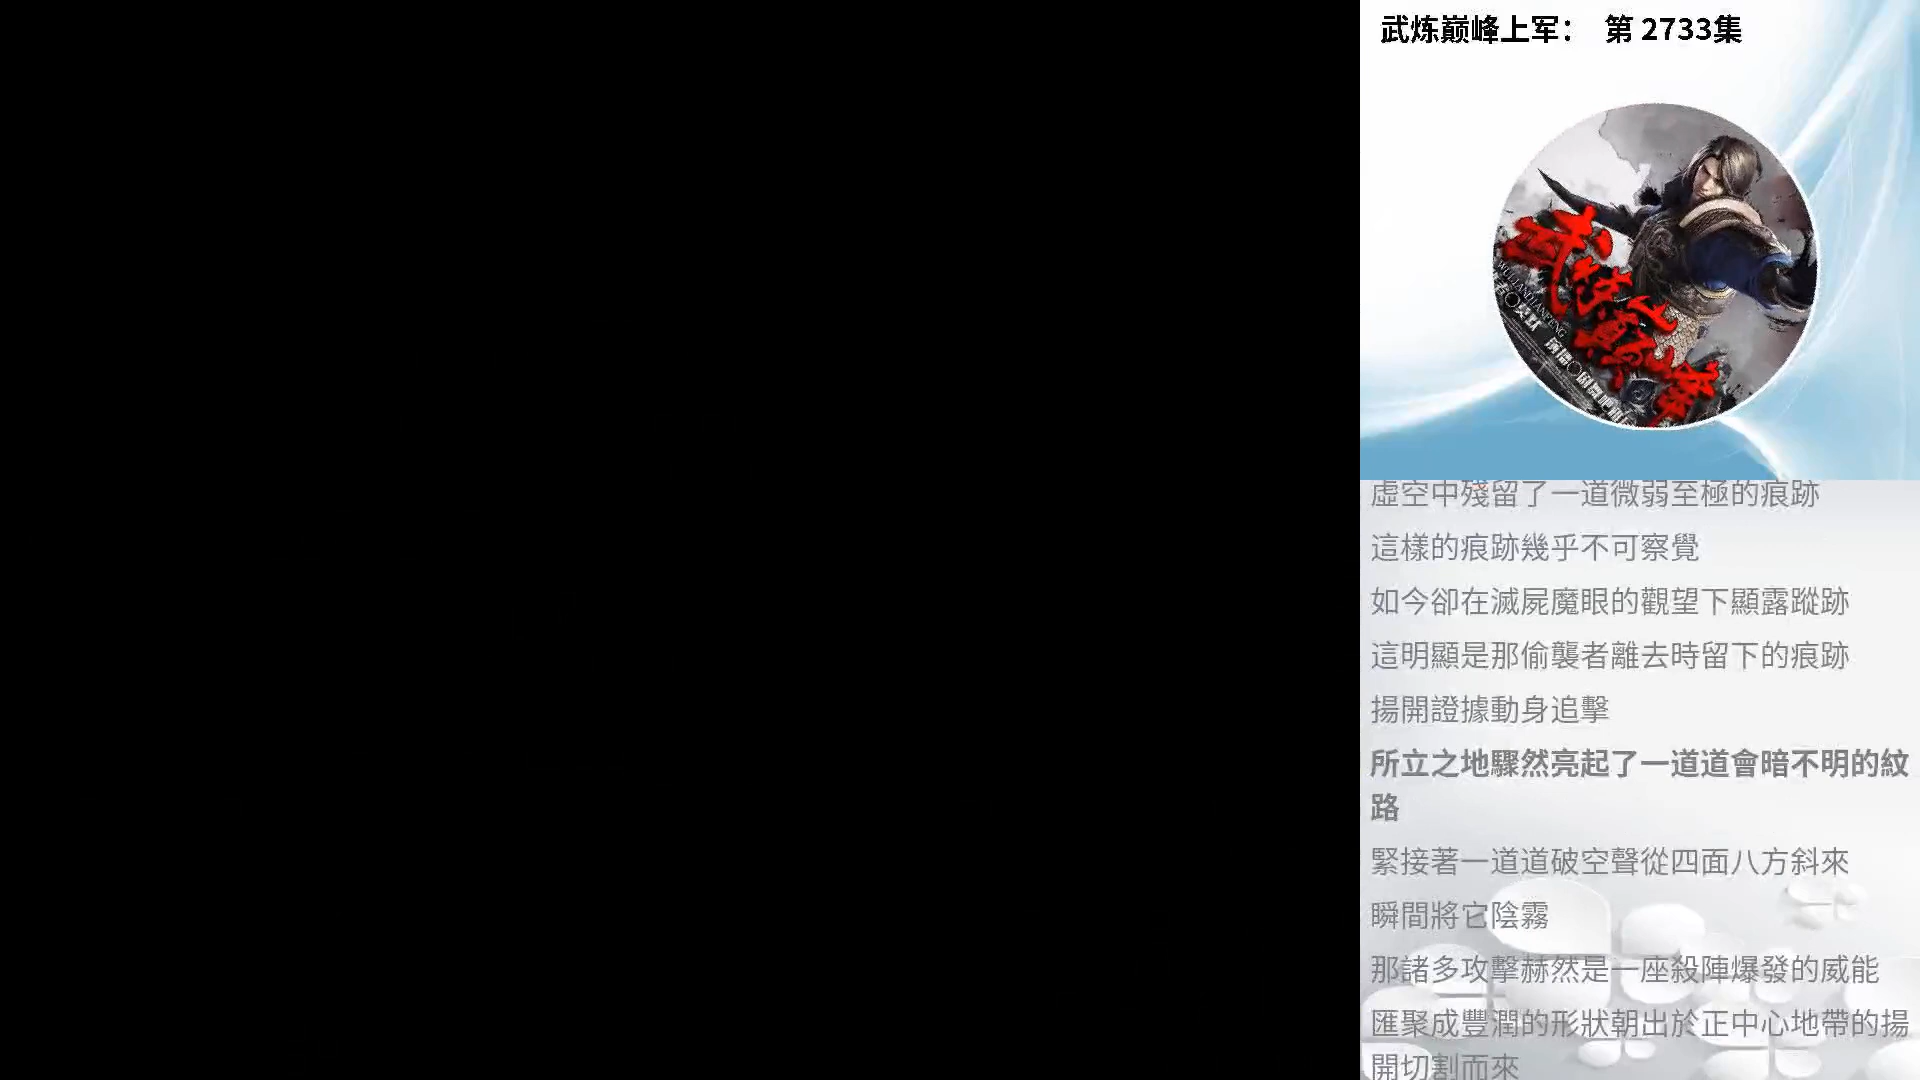 武炼巅峰上军： 第 2733集
武炼巅峰
WULIANDIANFENG
虛空中殘留了一道微弱至極的痕跡
這樣的痕跡幾乎不可察覺
如今卻在滅屍魔眼的觀望下顯露蹤跡
這明顯是那偷襲者離去時留下的痕跡
揚開證據動身追擊
所立之地驟然亮起了一道道會暗不明的紋
路
緊接著一道道破空聲從四面八方斜來
瞬間將它陰霧
那諸多攻擊赫然是一座殺陣爆發的威能
匯聚成豐潤的形狀朝出於正中心地帶的揚
開切割而來